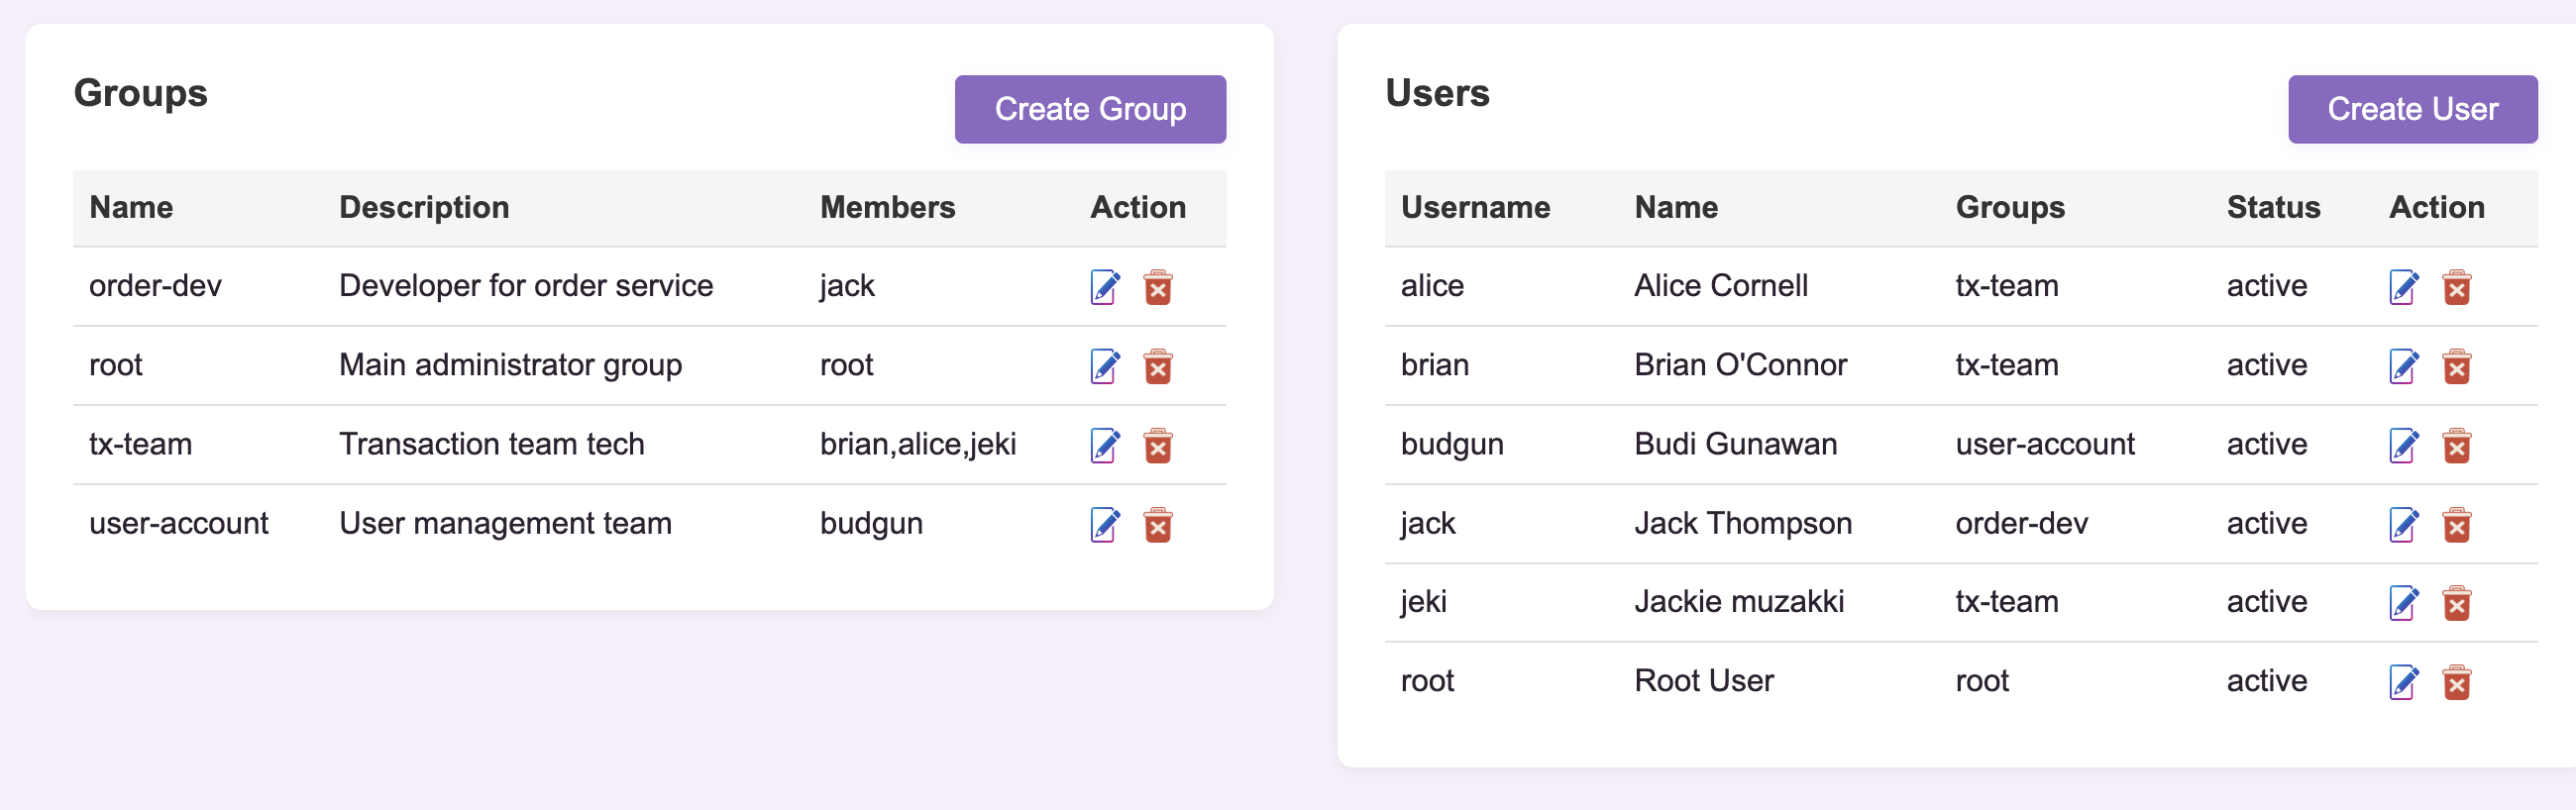 Groups
Create Group
Name Description Members Action
order-dev Developer for order service jack
root Main administrator group root
tx-team Transaction team tech brian,alice,jeki
user-account User management team budgun
Users
Create User
Username Name Groups Status Action
alice Alice Cornell tx-team active
brian Brian O'Connor tx-team active
budgun Budi Gunawan user-account active
jack Jack Thompson order-dev active
jeki Jackie muzakki tx-team active
root Root User root active